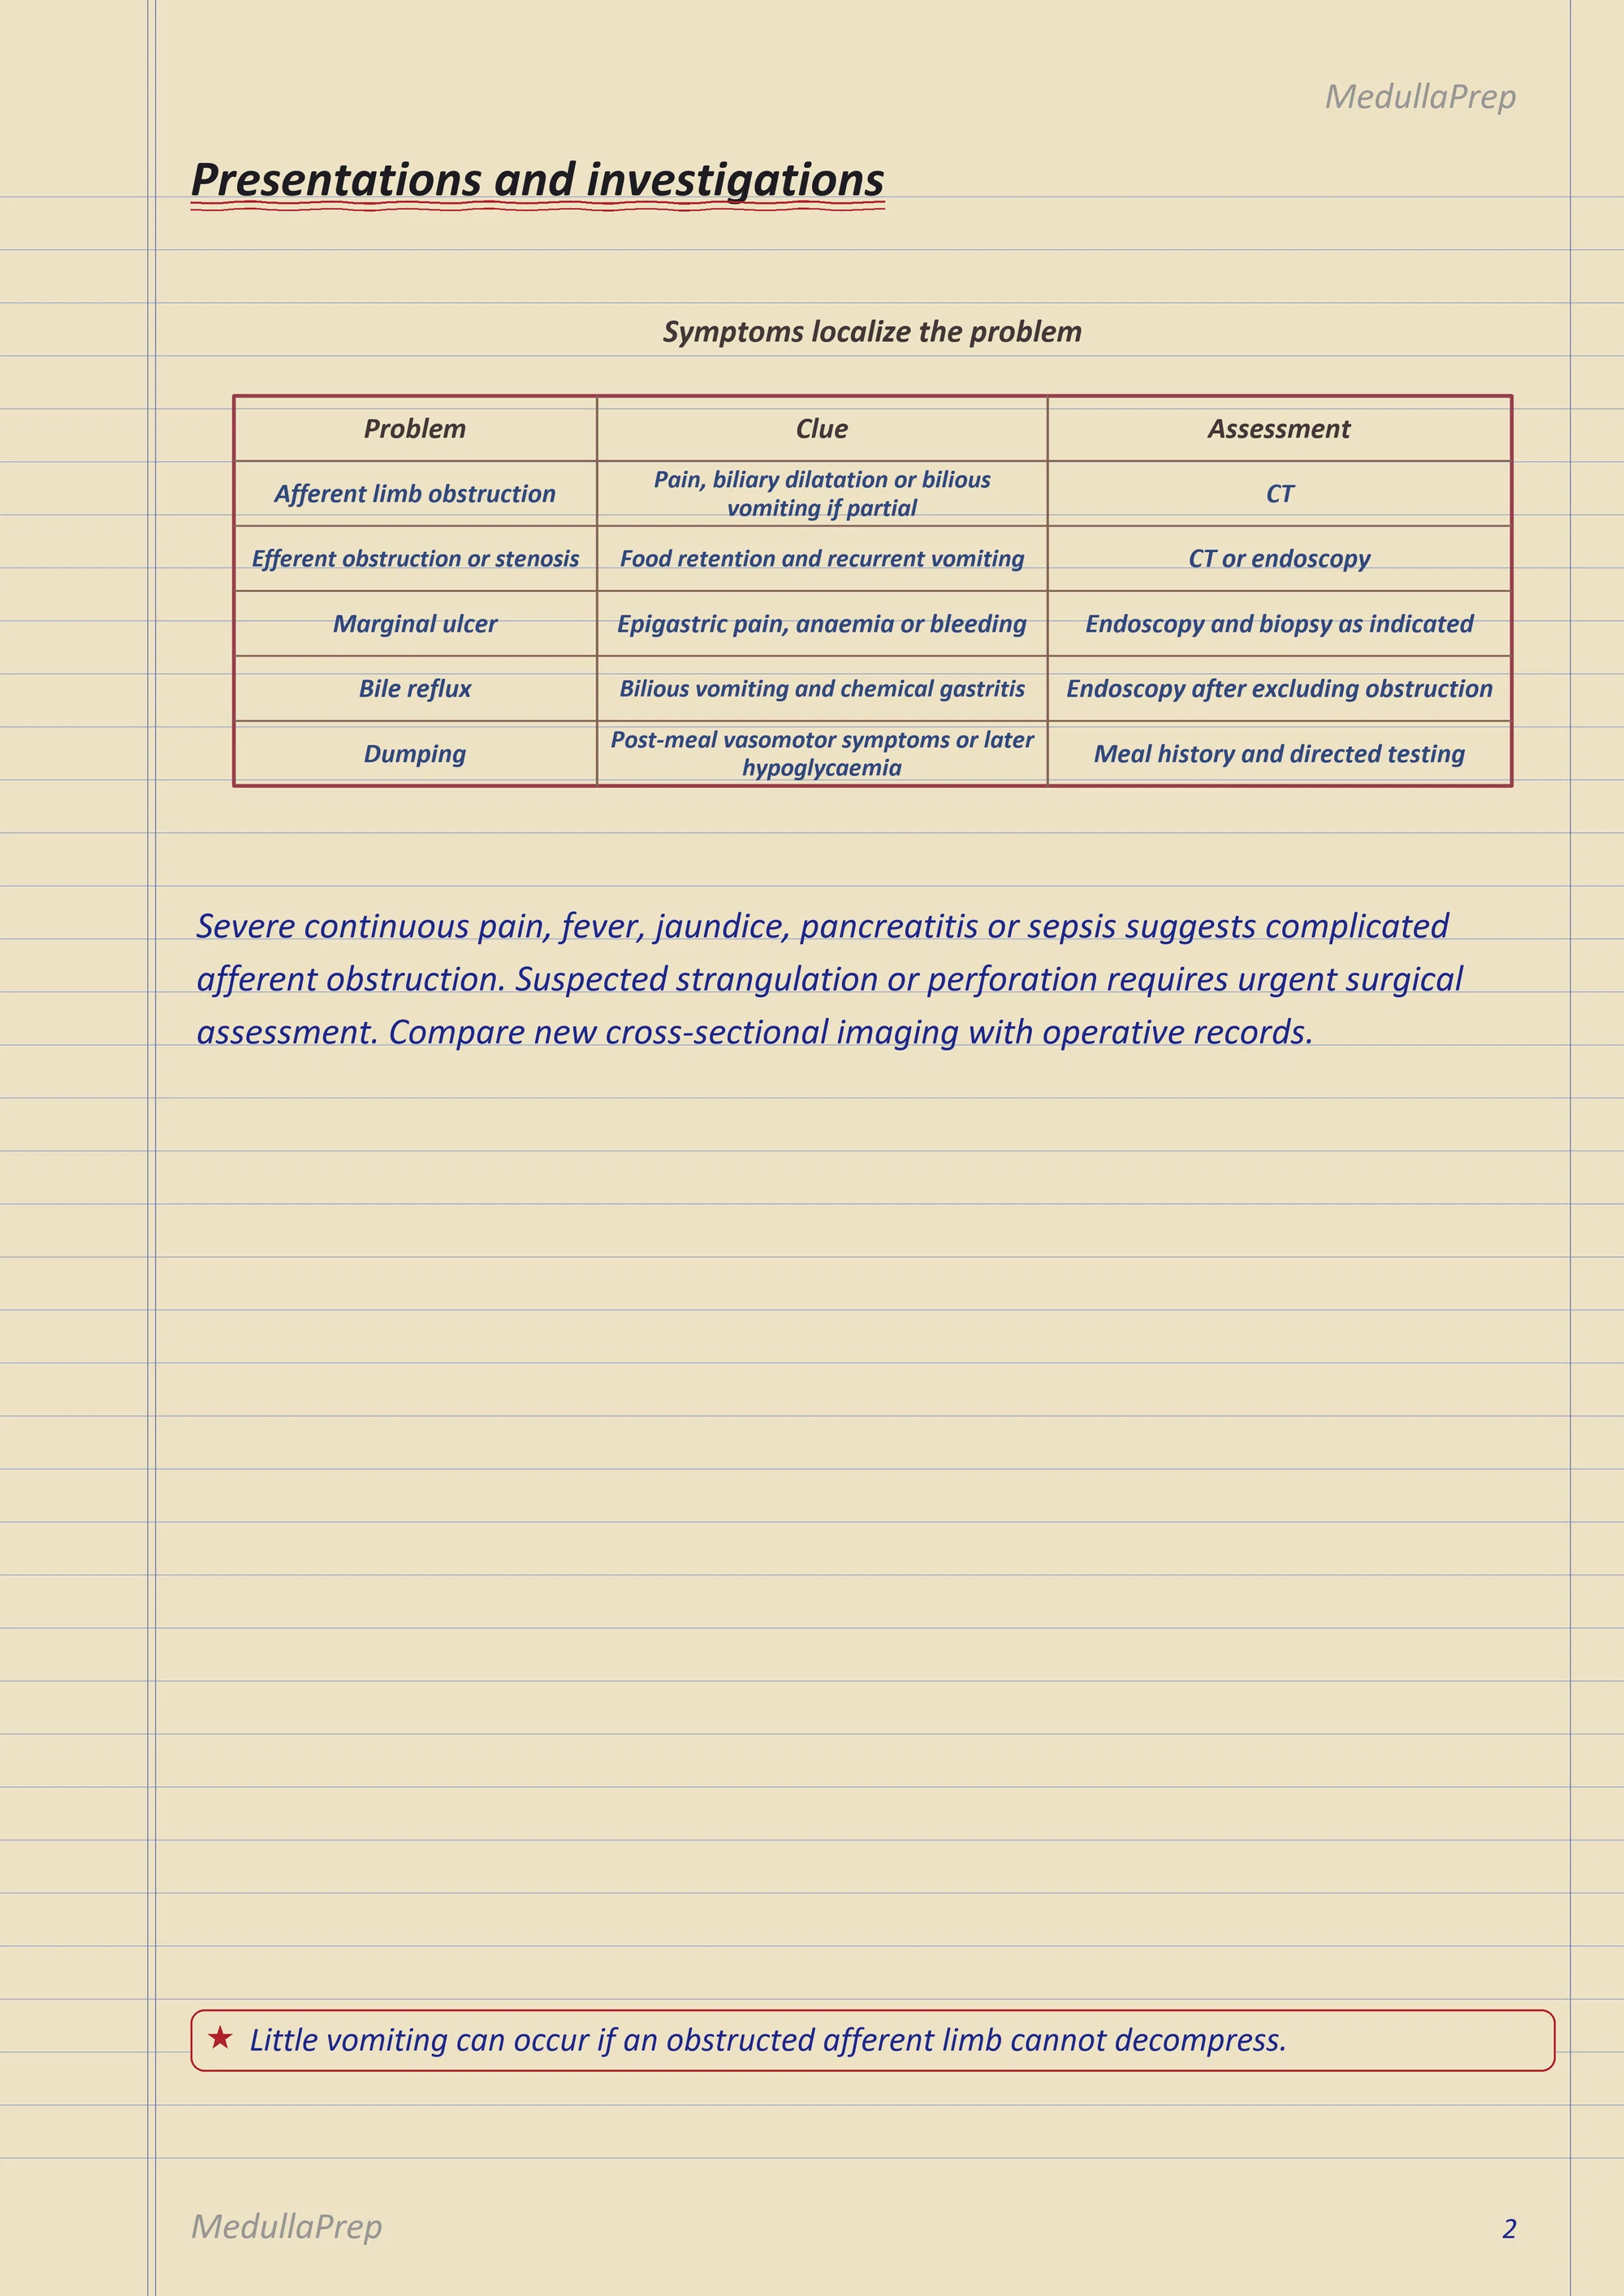 MedullaPrep
Presentations and investigations
Symptoms localize the problem
Problem Clue Assessment
Afferent limb obstruction Pain, biliary dilatation or bilious vomiting if partial CT
Efferent obstruction or stenosis Food retention and recurrent vomiting CT or endoscopy
Marginal ulcer Epigastric pain, anaemia or bleeding Endoscopy and biopsy as indicated
Bile reflux Bilious vomiting and chemical gastritis Endoscopy after excluding obstruction
Dumping Post-meal vasomotor symptoms or later hypoglycaemia Meal history and directed testing
Severe continuous pain, fever, jaundice, pancreatitis or sepsis suggests complicated
afferent obstruction. Suspected strangulation or perforation requires urgent surgical
assessment. Compare new cross-sectional imaging with operative records.
★ Little vomiting can occur if an obstructed afferent limb cannot decompress.
MedullaPrep 2